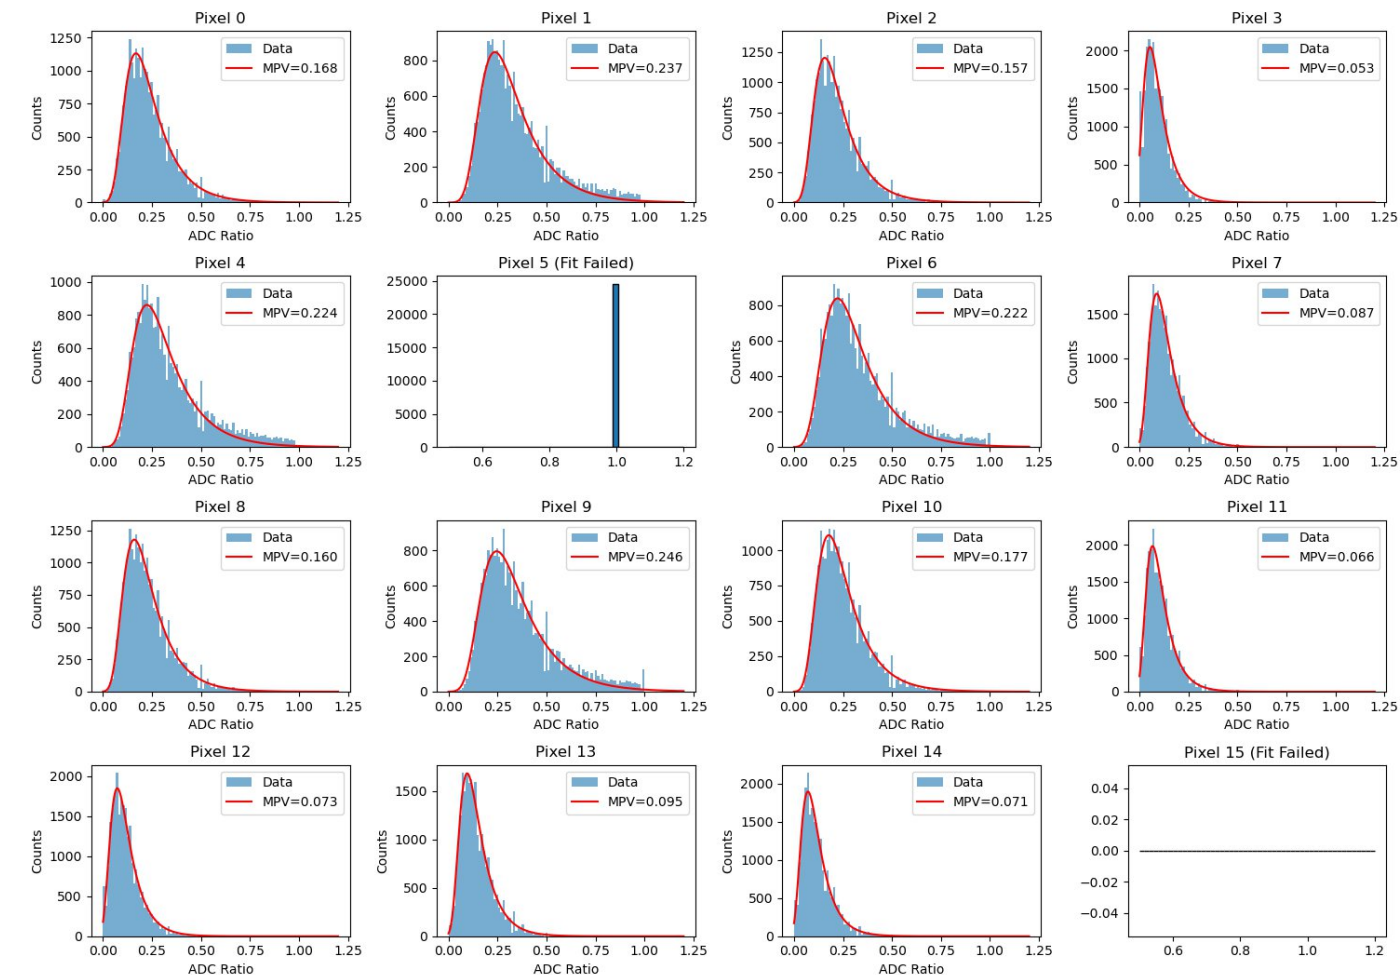 Pixel 0
1250
1000
750
500
250
0
Counts
Data
MPV=0.168
0.00 0.25 0.50 0.75 1.00 1.25
ADC Ratio
Pixel 1
800
600
400
200
0
Counts
Data
MPV=0.237
0.00 0.25 0.50 0.75 1.00 1.25
ADC Ratio
Pixel 2
1250
1000
750
500
250
0
Counts
Data
MPV=0.157
0.00 0.25 0.50 0.75 1.00 1.25
ADC Ratio
Pixel 3
2000
1500
1000
500
0
Counts
Data
MPV=0.053
0.00 0.25 0.50 0.75 1.00 1.25
ADC Ratio
Pixel 4
1000
800
600
400
200
0
Counts
Data
MPV=0.224
0.00 0.25 0.50 0.75 1.00 1.25
ADC Ratio
Pixel 5 (Fit Failed)
25000
20000
15000
10000
5000
0
Counts
0.6 0.8 1.0 1.2
Pixel 6
800
600
400
200
0
Counts
Data
MPV=0.222
0.00 0.25 0.50 0.75 1.00 1.25
ADC Ratio
Pixel 7
1500
1000
500
0
Counts
Data
MPV=0.087
0.00 0.25 0.50 0.75 1.00 1.25
ADC Ratio
Pixel 8
1250
1000
750
500
250
0
Counts
Data
MPV=0.160
0.00 0.25 0.50 0.75 1.00 1.25
ADC Ratio
Pixel 9
800
600
400
200
0
Counts
Data
MPV=0.246
0.00 0.25 0.50 0.75 1.00 1.25
ADC Ratio
Pixel 10
1000
750
500
250
0
Counts
Data
MPV=0.177
0.00 0.25 0.50 0.75 1.00 1.25
ADC Ratio
Pixel 11
2000
1500
1000
500
0
Counts
Data
MPV=0.066
0.00 0.25 0.50 0.75 1.00 1.25
ADC Ratio
Pixel 12
2000
1500
1000
500
0
Counts
Data
MPV=0.073
0.00 0.25 0.50 0.75 1.00 1.25
ADC Ratio
Pixel 13
1500
1000
500
0
Counts
Data
MPV=0.095
0.00 0.25 0.50 0.75 1.00 1.25
ADC Ratio
Pixel 14
2000
1500
1000
500
0
Counts
Data
MPV=0.071
0.00 0.25 0.50 0.75 1.00 1.25
ADC Ratio
Pixel 15 (Fit Failed)
0.04
0.02
0.00
−0.02
−0.04
Counts
0.6 0.8 1.0 1.2